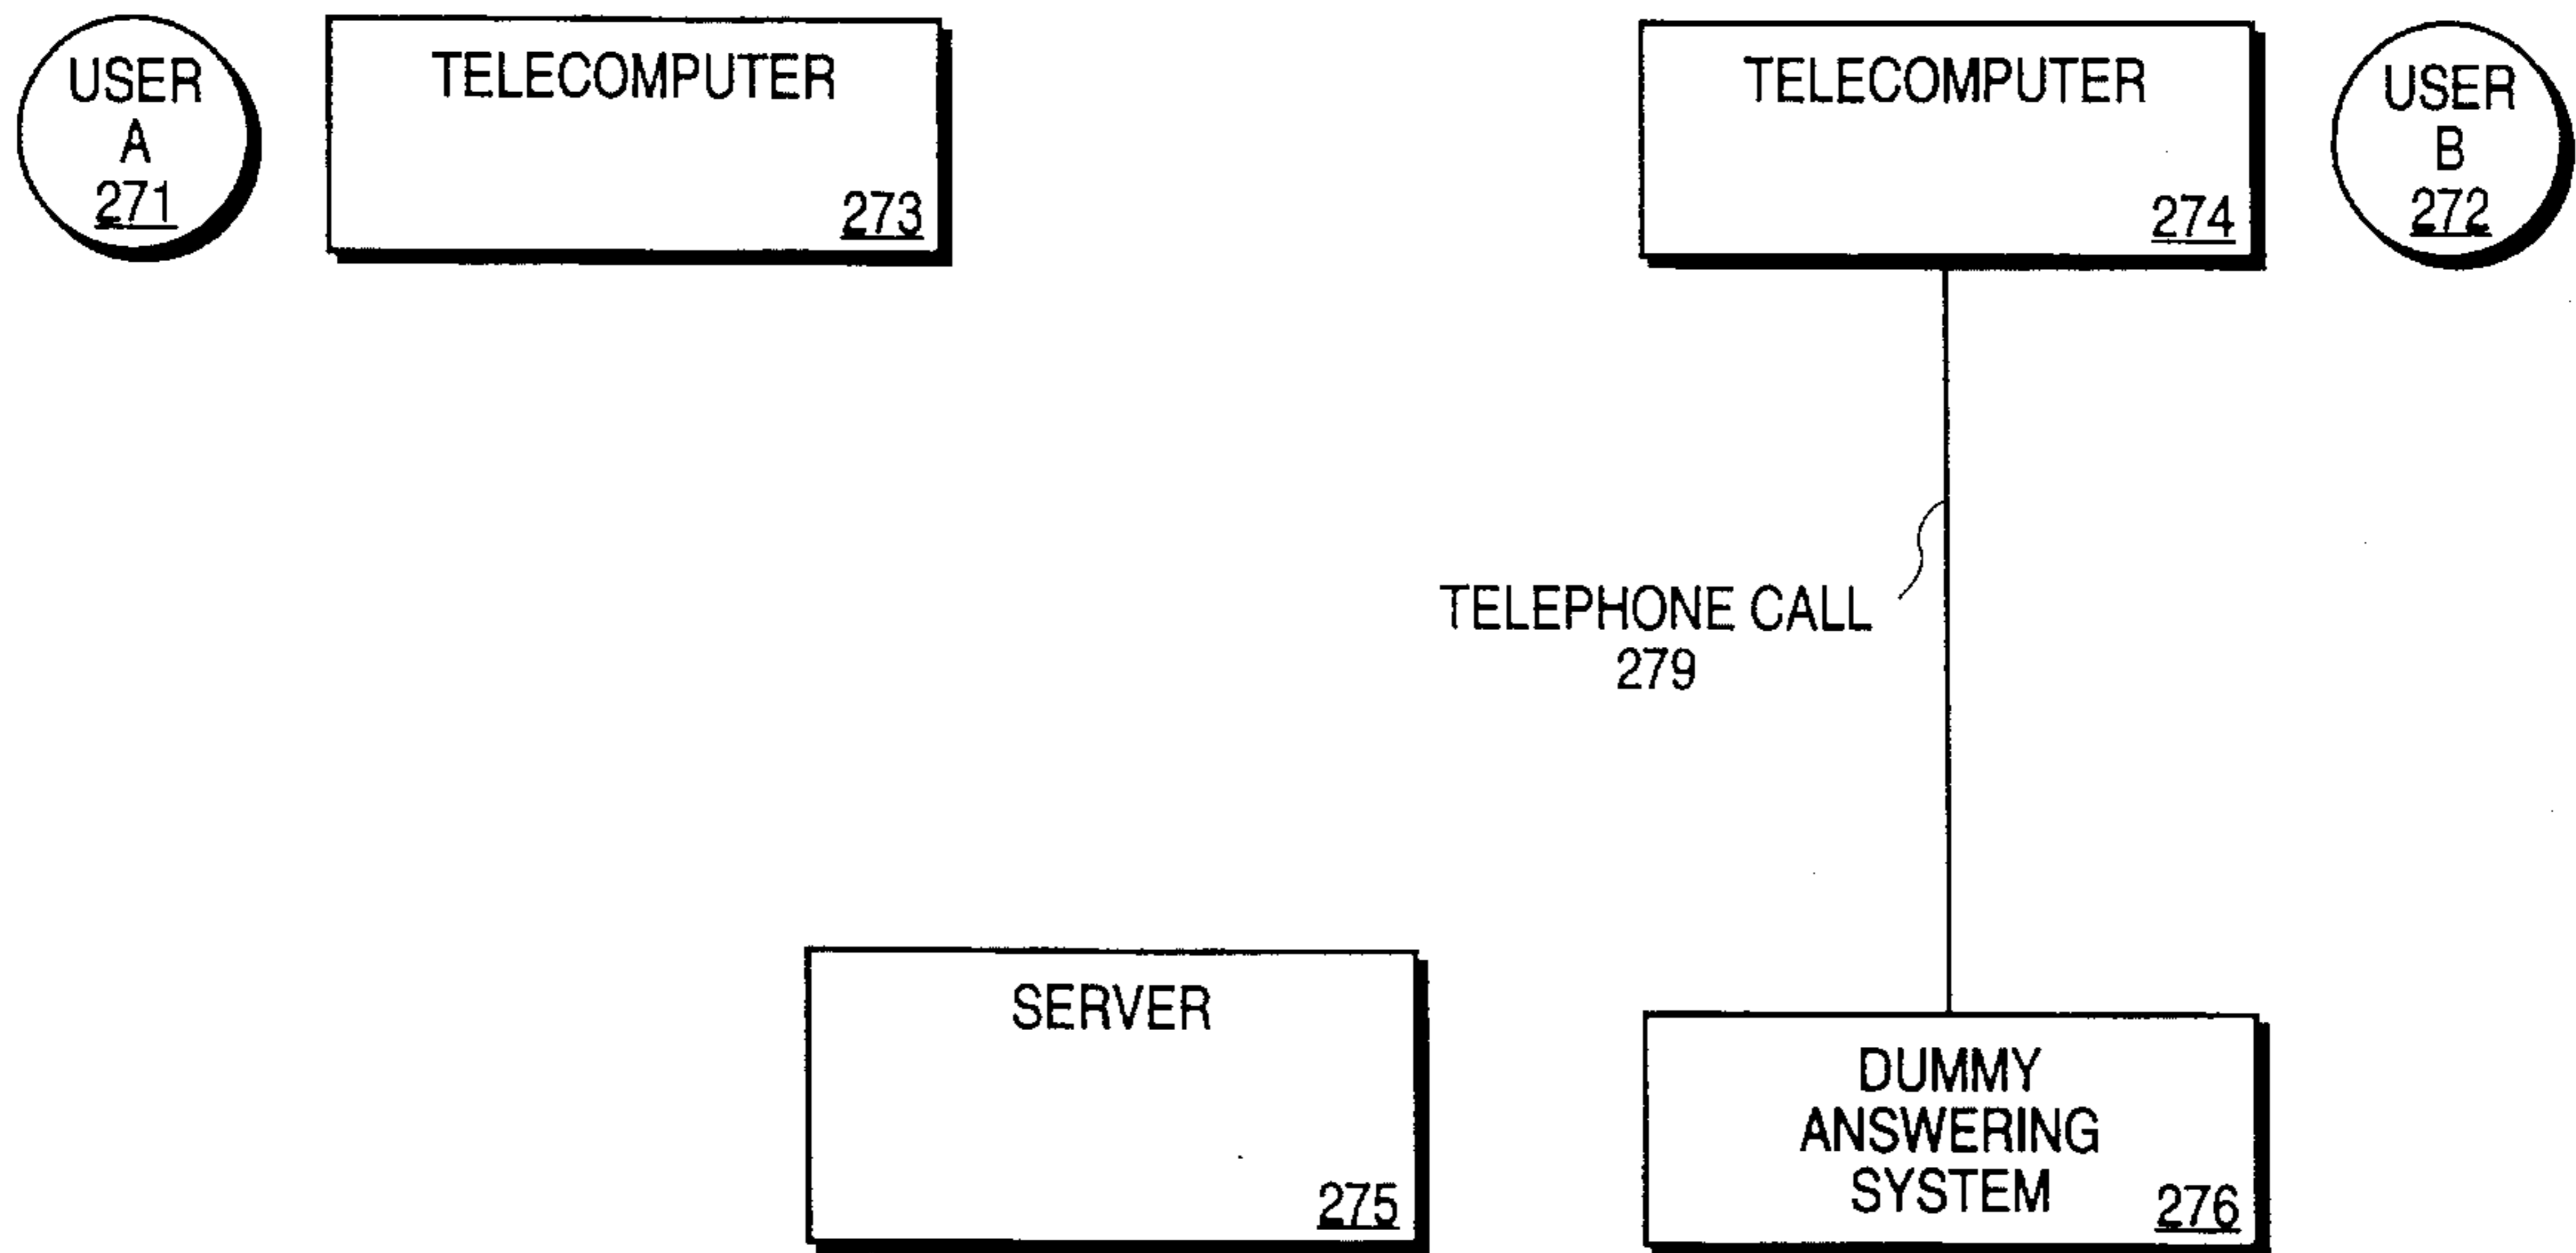 USER
A
271
TELECOMPUTER
273
TELECOMPUTER
274
USER
B
272
TELEPHONE CALL
279
SERVER
275
DUMMY
ANSWERING
SYSTEM
276